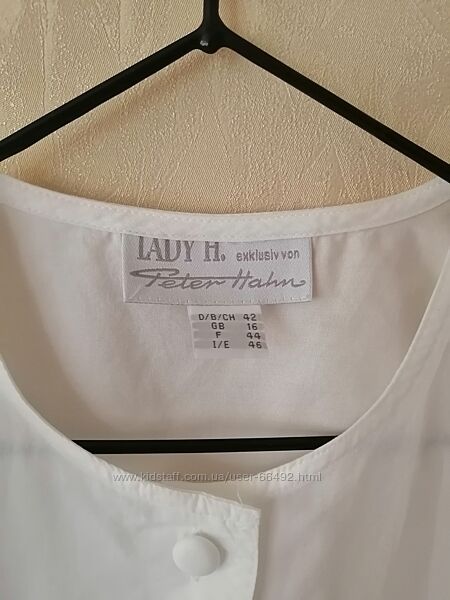 LADY H. exklusiv von
Peter Hahn
D/B/CH 42
GB 16
F 44
I/E 46
www.kidstaff.com.ua/user-66492.html